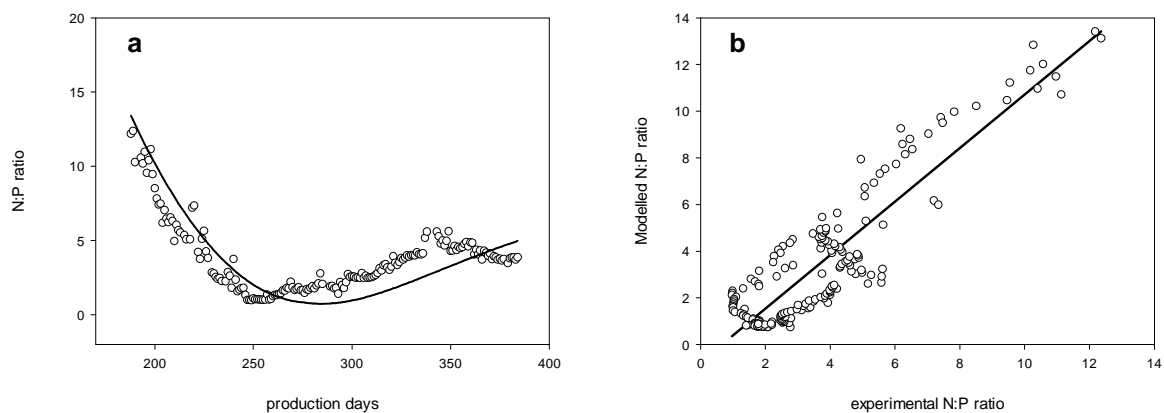 a
N:P ratio
20
15
10
5
0
200 250 300 350 400
production days
b
Modelled N:P ratio
14
12
10
8
6
4
2
0
0 2 4 6 8 10 12 14
experimental N:P ratio